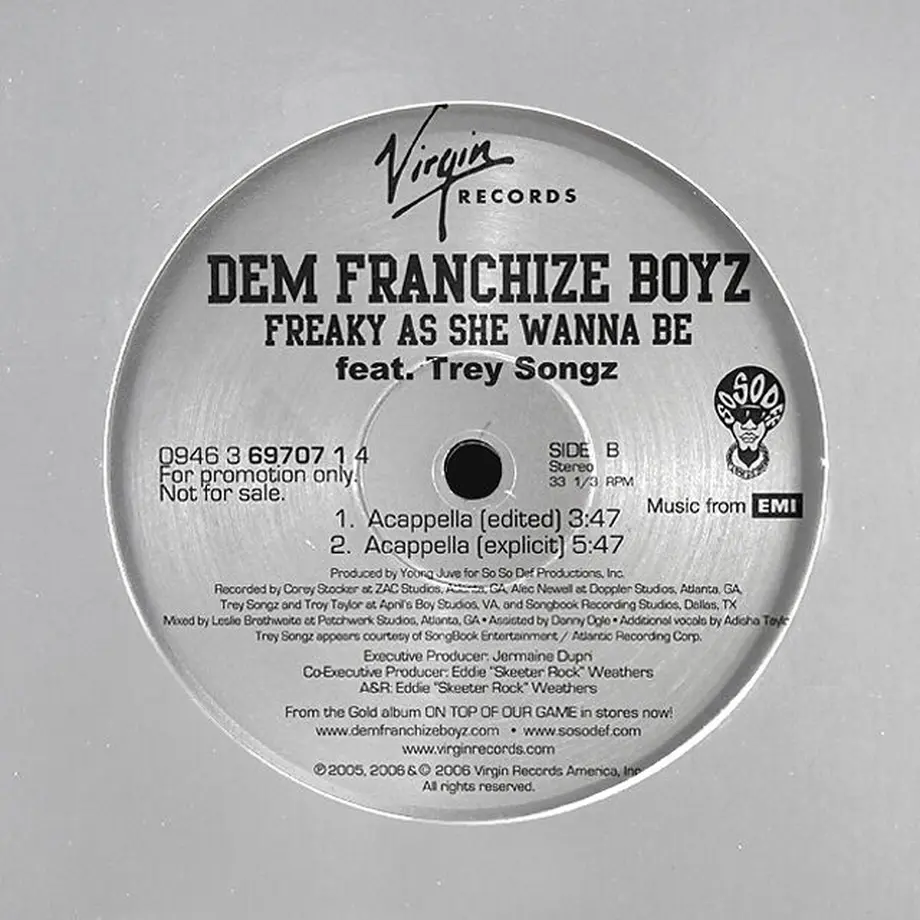 Virgin
RECORDS
DEM FRANCHIZE BOYZ
FREAKY AS SHE WANNA BE
feat. Trey Songz
SO SO DEF
0946 3 69707 1 4
For promotion only.
Not for sale.
SIDE B
Stereo
33 1/3 RPM
Music from EMI
1. Acappella (edited) 3:47
2. Acappella (explicit) 5:47
Produced by Young Juve for So So Def Productions, Inc.
Recorded by Corey Stocker at ZAC Studios, Atlanta, GA, Alec Newell at Doppler Studios, Atlanta, GA,
Trey Songz and Troy Taylor at April's Boy Studios, VA, and Songbook Recording Studios, Dallas, TX
Mixed by Leslie Brathwaite at Patchwerk Studios, Atlanta, GA • Assisted by Danny Ogle • Additional vocals by Adisha Taylo
Trey Songz appears courtesy of SongBook Entertainment / Atlantic Recording Corp.
Executive Producer: Jermaine Dupri
Co-Executive Producer: Eddie "Skeeter Rock" Weathers
A&R: Eddie "Skeeter Rock" Weathers
From the Gold album ON TOP OF OUR GAME in stores now!
www.demfranchizeboyz.com • www.sosodef.com
www.virginrecords.com
℗ 2005, 2006 & © 2006 Virgin Records America, Inc.
All rights reserved.